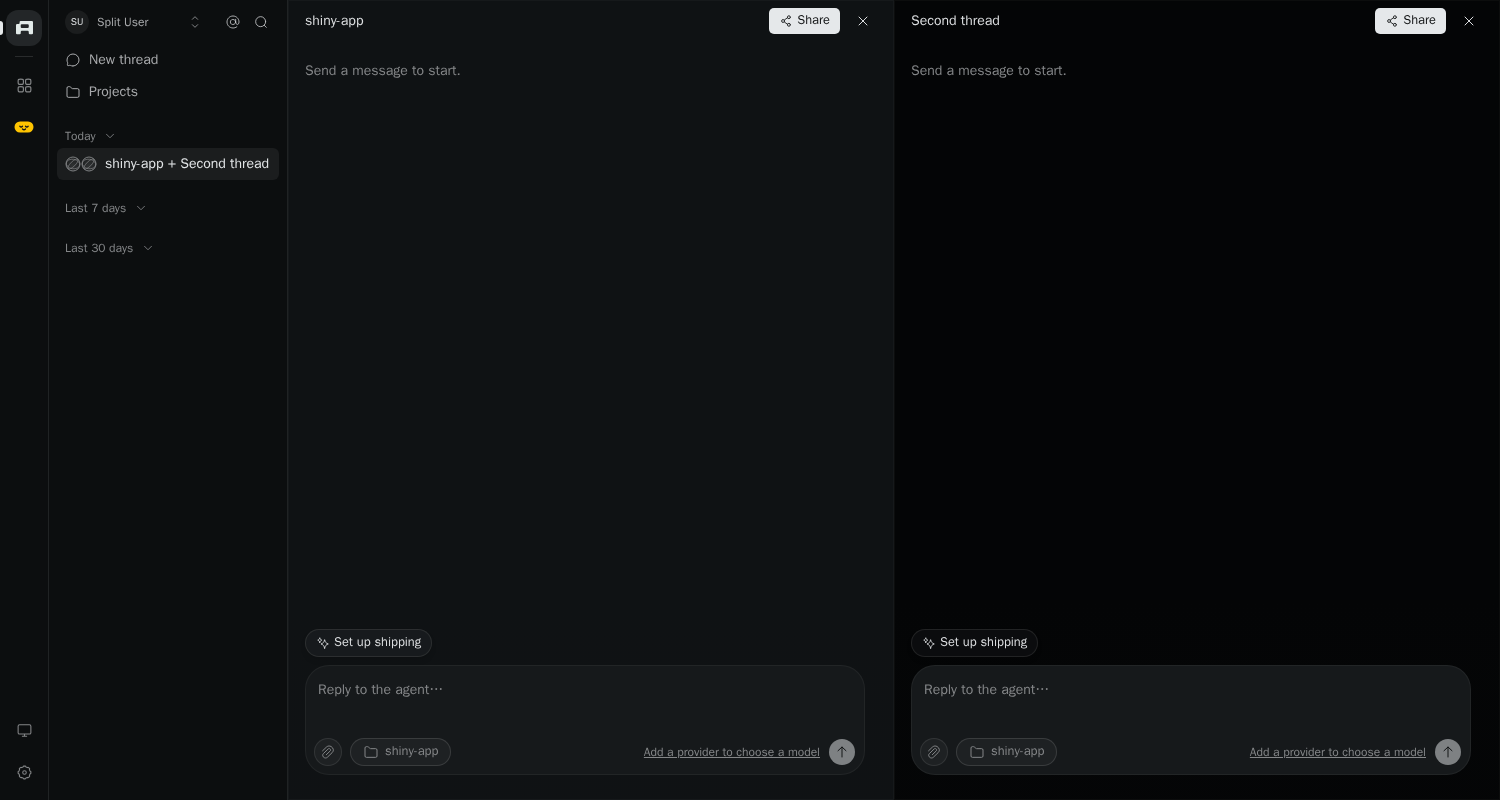 SU Split User
New thread
Projects
Today
shiny-app + Second thread
Last 7 days
Last 30 days
shiny-app
Share
Send a message to start.
Set up shipping
Reply to the agent…
shiny-app
Add a provider to choose a model
Second thread
Share
Send a message to start.
Set up shipping
Reply to the agent…
shiny-app
Add a provider to choose a model